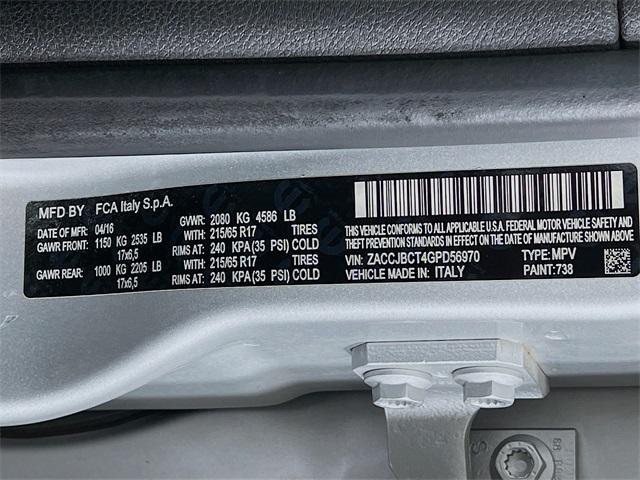 MFD BY FCA Italy S.p.A.
DATE OF MFR: 04/16 GVWR: 2080 KG 4586 LB
GAWR FRONT: 1150 KG 2535 LB WITH: 215/65 R17 TIRES
17x6,5 RIMS AT: 240 KPA (35 PSI) COLD
GAWR REAR: 1000 KG 2205 LB WITH: 215/65 R17 TIRES
17x6,5 RIMS AT: 240 KPA (35 PSI) COLD
THIS VEHICLE CONFORMS TO ALL APPLICABLE U.S.A. FEDERAL MOTOR VEHICLE SAFETY,
BUMPER, AND THEFT PREVENTION STANDARDS IN EFFECT ON THE DATE OF MFR SHOWN ABOVE
VIN: ZACCJBCT4GPD56970 TYPE: MPV
VEHICLE MADE IN: ITALY PAINT: 738
88